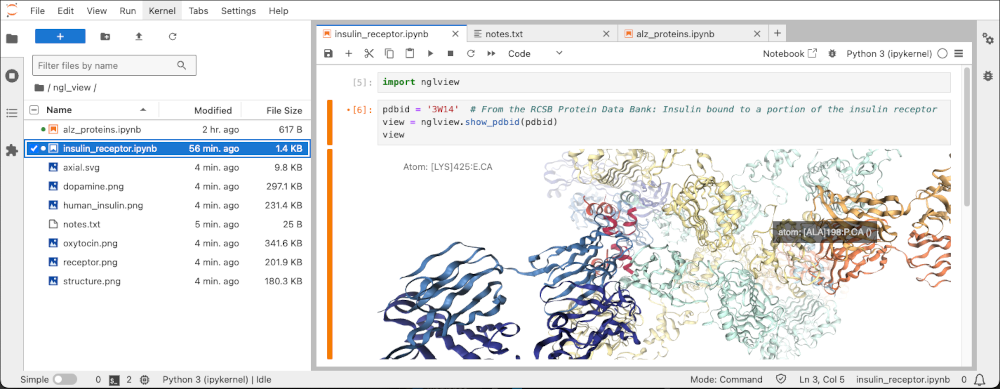 File Edit View Run Kernel Tabs Settings Help
+
Filter files by name
/ ngl_view /
Name Modified File Size
alz_proteins.ipynb 2 hr. ago 617 B
insulin_receptor.ipynb 56 min. ago 1.4 KB
axial.svg 4 min. ago 9.8 KB
dopamine.png 4 min. ago 297.1 KB
human_insulin.png 4 min. ago 231.4 KB
notes.txt 5 min. ago 25 B
oxytocin.png 4 min. ago 341.6 KB
receptor.png 4 min. ago 201.9 KB
structure.png 4 min. ago 180.3 KB
insulin_receptor.ipynb × notes.txt × alz_proteins.ipynb × +
Code Notebook Python 3 (ipykernel)
[5]: import nglview
[6]: pdbid = '3W14' # From the RCSB Protein Data Bank: Insulin bound to a portion of the insulin receptor
view = nglview.show_pdbid(pdbid)
view
Atom: [LYS]425:E.CA
atom: [ALA]198:P.CA ()
Simple 0 2 Python 3 (ipykernel) | Idle Mode: Command Ln 3, Col 5 insulin_receptor.ipynb 0